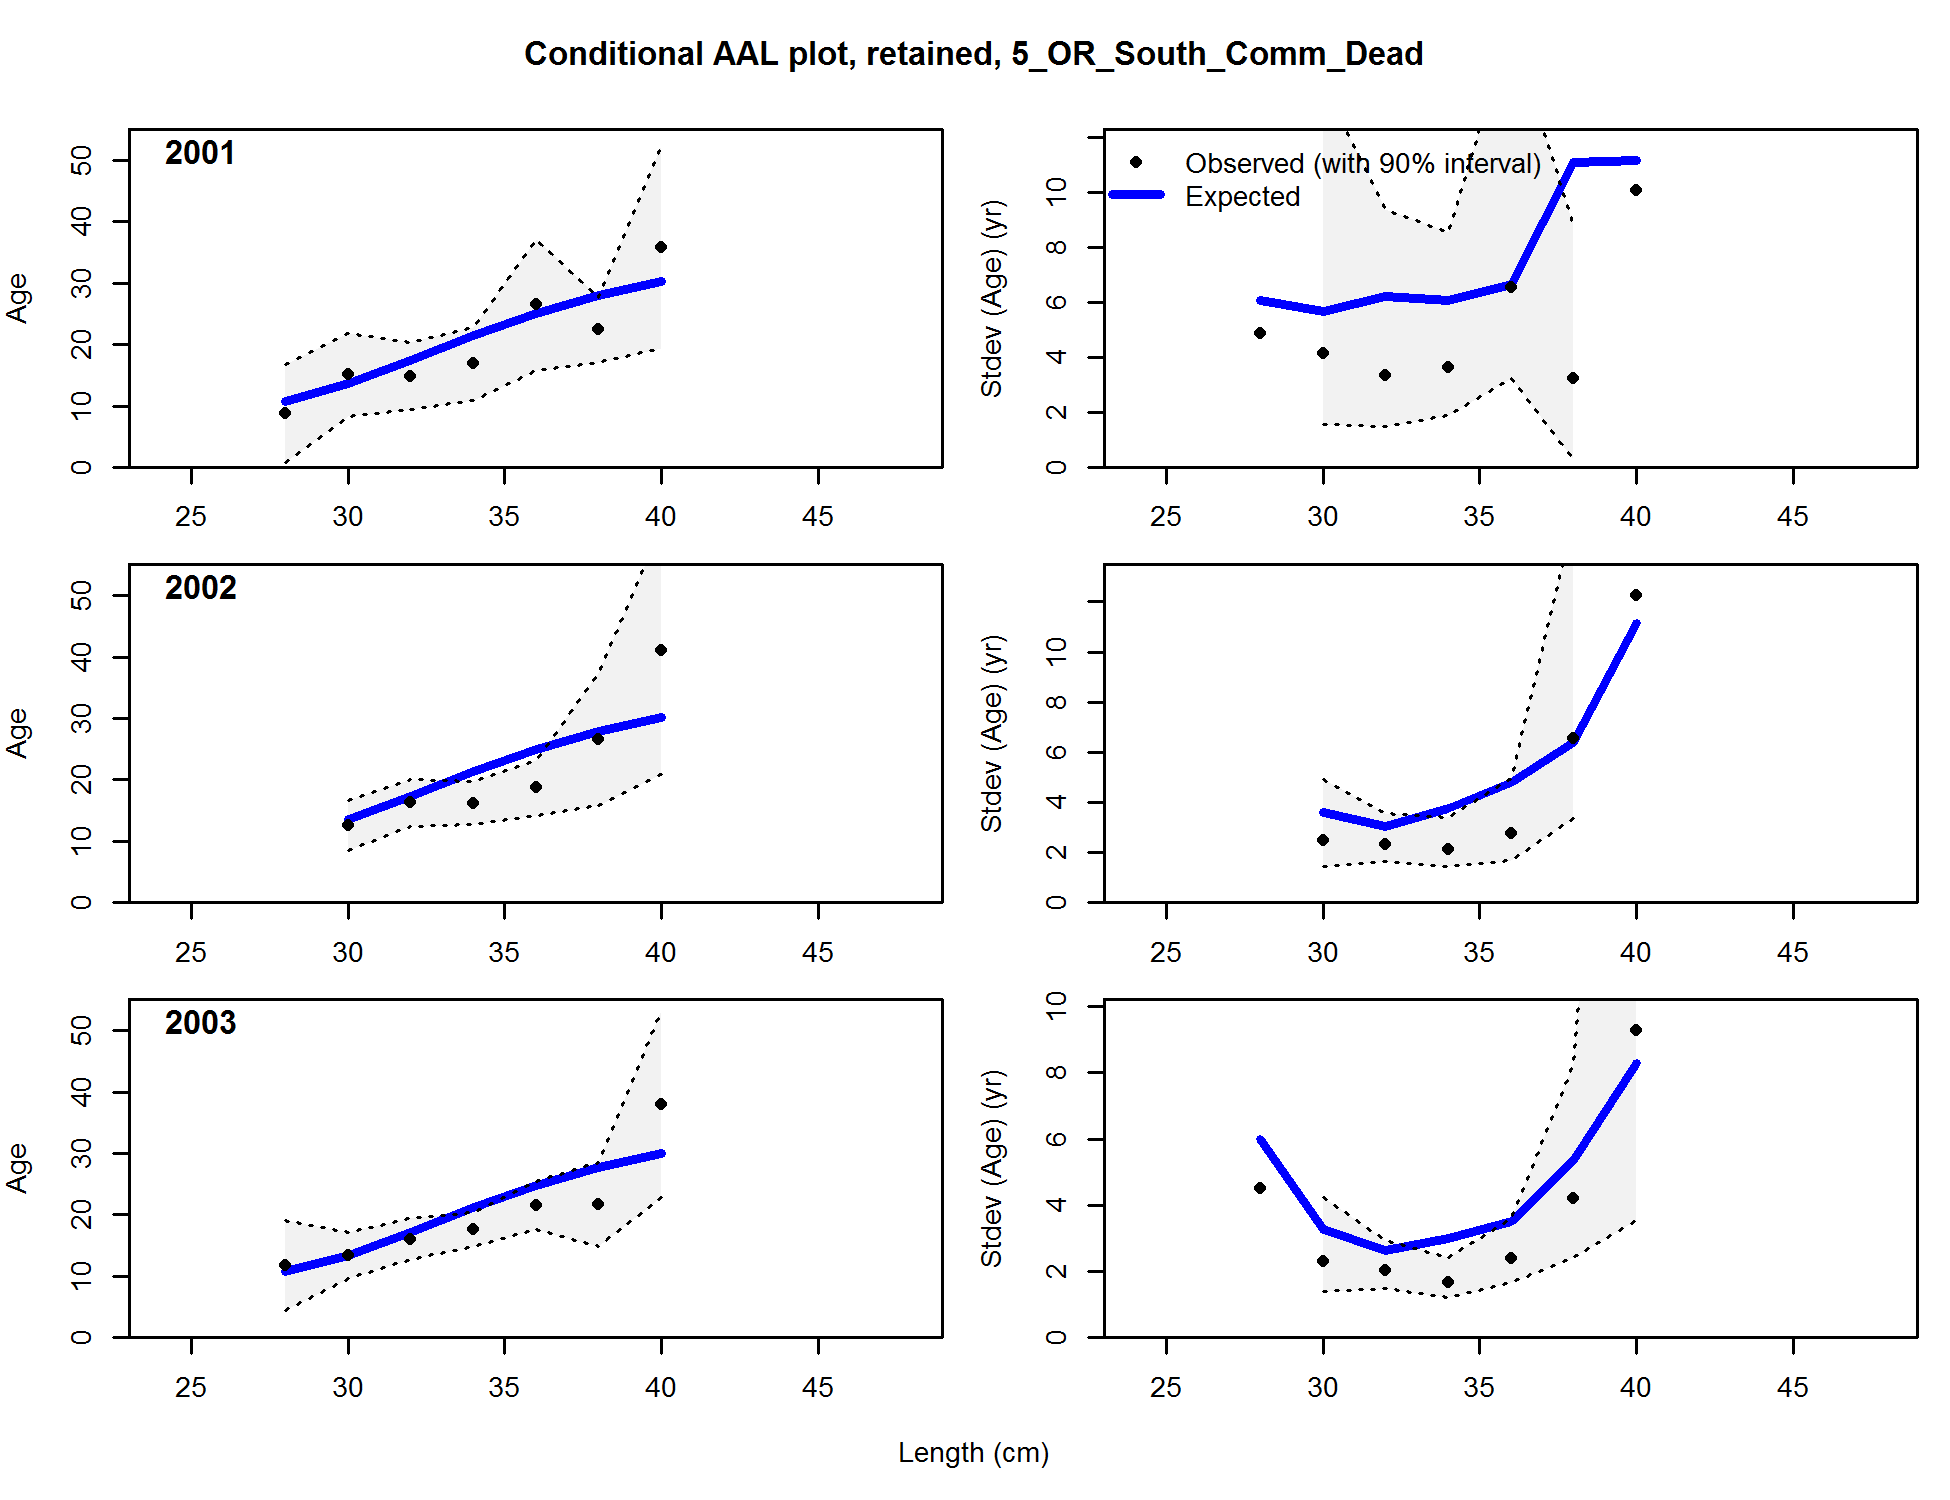 Conditional AAL plot, retained, 5_OR_South_Comm_Dead
2001
Age
0 10 20 30 40 50
25 30 35 40 45
Observed (with 90% interval)
Expected
Stdev (Age) (yr)
0 2 4 6 8 10
25 30 35 40 45
2002
Age
0 10 20 30 40 50
25 30 35 40 45
Stdev (Age) (yr)
0 2 4 6 8 10
25 30 35 40 45
2003
Age
0 10 20 30 40 50
25 30 35 40 45
Stdev (Age) (yr)
0 2 4 6 8 10
25 30 35 40 45
Length (cm)